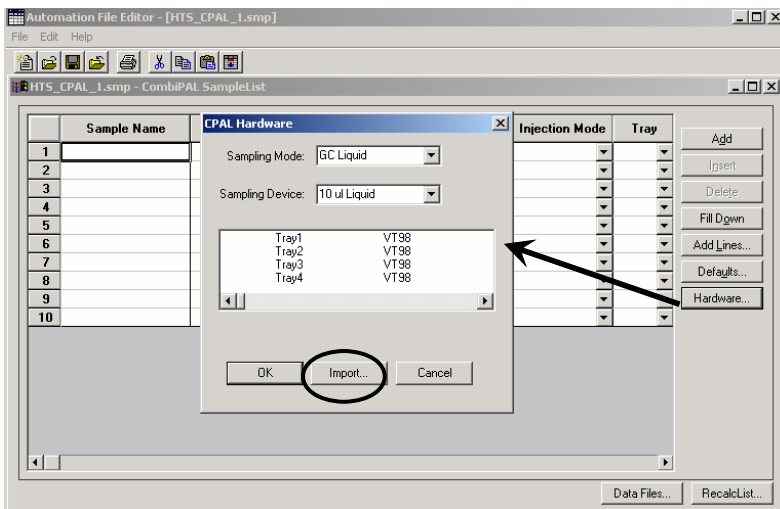 Automation File Editor - [HTS_CPAL_1.smp]
File Edit Help
HTS_CPAL_1.smp - CombiPAL SampleList
Sample Name Injection Mode Tray
1
2
3
4
5
6
7
8
9
10
CPAL Hardware
Sampling Mode: GC Liquid
Sampling Device: 10 ul Liquid
Tray1 VT98
Tray2 VT98
Tray3 VT98
Tray4 VT98
OK Import... Cancel
Add
Insert
Delete
Fill Down
Add Lines...
Defaults...
Hardware...
Data Files... RecalcList...